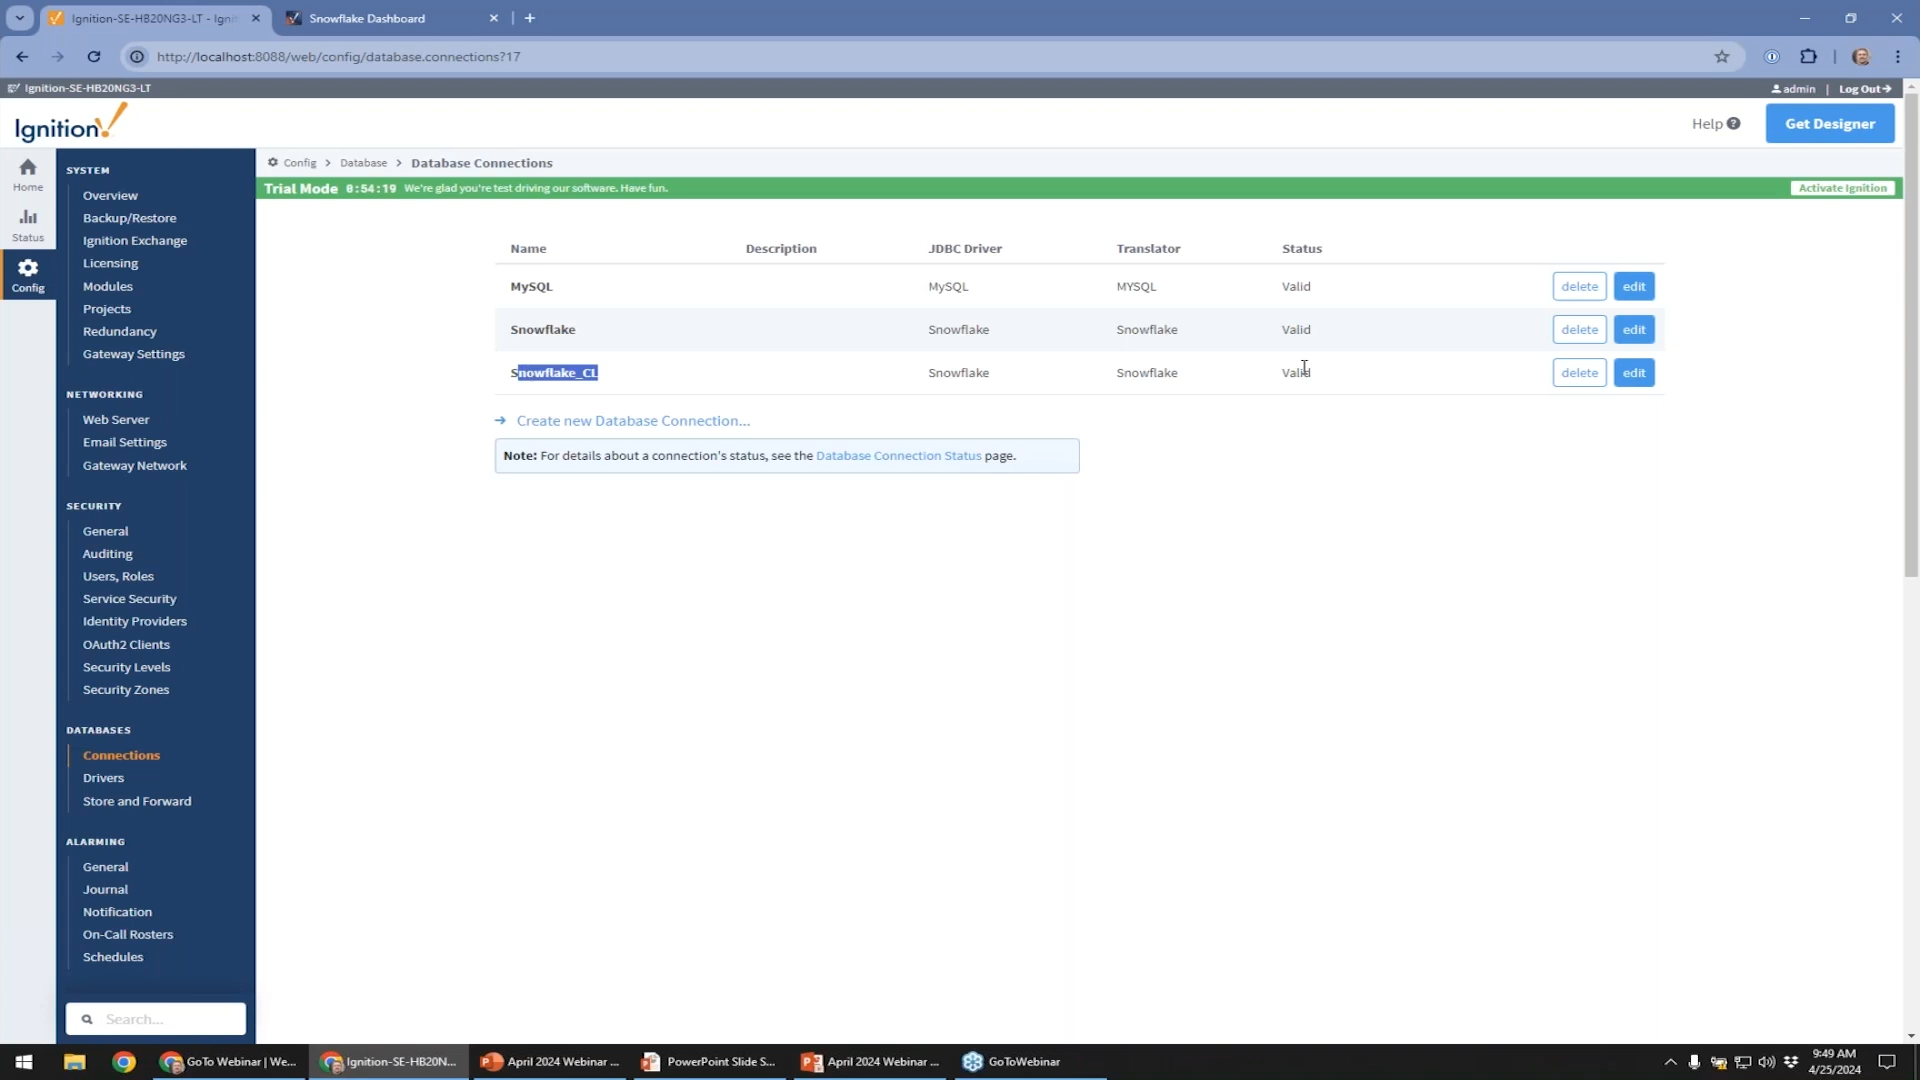 Ignition-SE-HB20NG3-LT - Ignit
Snowflake Dashboard
http://localhost:8088/web/config/database.connections?17
Ignition-SE-HB20NG3-LT
admin | Log Out
Ignition!
Help
Get Designer
Home
Status
Config
SYSTEM
Overview
Backup/Restore
Ignition Exchange
Licensing
Modules
Projects
Redundancy
Gateway Settings
NETWORKING
Web Server
Email Settings
Gateway Network
SECURITY
General
Auditing
Users, Roles
Service Security
Identity Providers
OAuth2 Clients
Security Levels
Security Zones
DATABASES
Connections
Drivers
Store and Forward
ALARMING
General
Journal
Notification
On-Call Rosters
Schedules
Search...
Config > Database > Database Connections
Trial Mode 0:54:19 We're glad you're test driving our software. Have fun.
Activate Ignition
Name Description JDBC Driver Translator Status
MySQL MySQL MYSQL Valid delete edit
Snowflake Snowflake Snowflake Valid delete edit
Snowflake_CL Snowflake Snowflake Valid delete edit
Create new Database Connection...
Note: For details about a connection's status, see the Database Connection Status page.
GoTo Webinar | We...
Ignition-SE-HB20N...
April 2024 Webinar ...
PowerPoint Slide S...
April 2024 Webinar ...
GoToWebinar
9:49 AM
4/25/2024